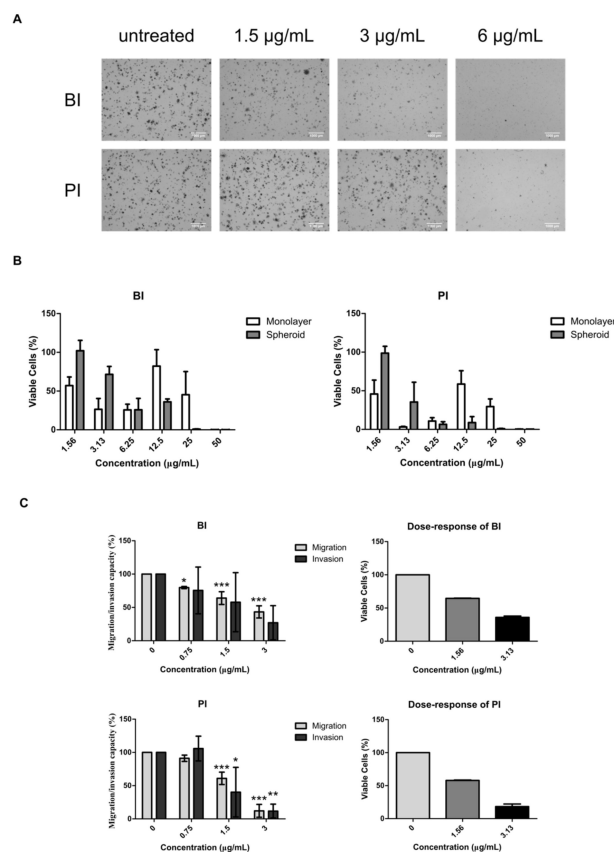 A
untreated 1.5 µg/mL 3 µg/mL 6 µg/mL
BI
PI
B
BI
Viable Cells (%)
150
100
50
0
1.56 3.13 6.25 12.5 25 50
Concentration (µg/mL)
Monolayer
Spheroid
PI
Viable Cells (%)
150
100
50
0
1.56 3.13 6.25 12.5 25 50
Concentration (µg/mL)
Monolayer
Spheroid
C
BI
Migration/invasion capacity (%)
150
100
50
0
* *** ***
0 0.75 1.5 3
Concentration (µg/mL)
Migration
Invasion
Dose-response of BI
Viable Cells (%)
150
100
50
0
0 1.56 3.13
Concentration (µg/mL)
PI
Migration/invasion capacity (%)
150
100
50
0
*** * *** **
0 0.75 1.5 3
Concentration (µg/mL)
Migration
Invasion
Dose-response of PI
Viable Cells (%)
150
100
50
0
0 1.56 3.13
Concentration (µg/mL)